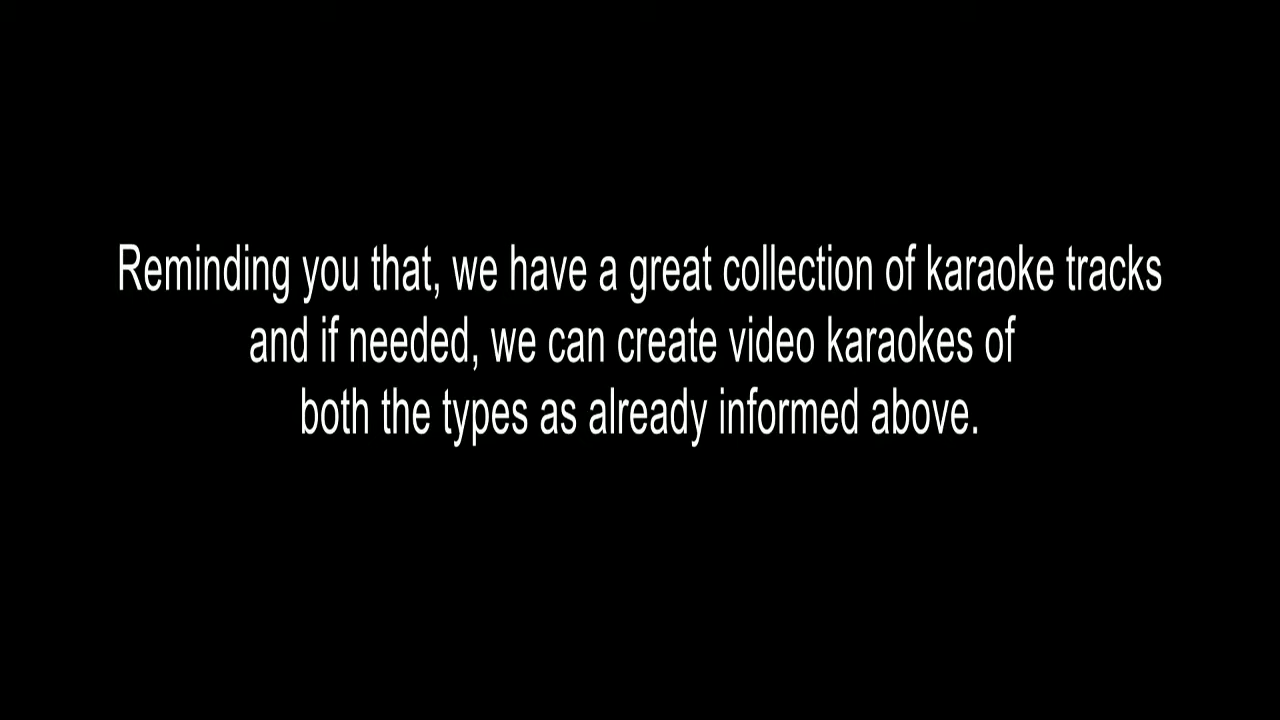 Reminding you that, we have a great collection of karaoke tracks
and if needed, we can create video karaokes of
both the types as already informed above.